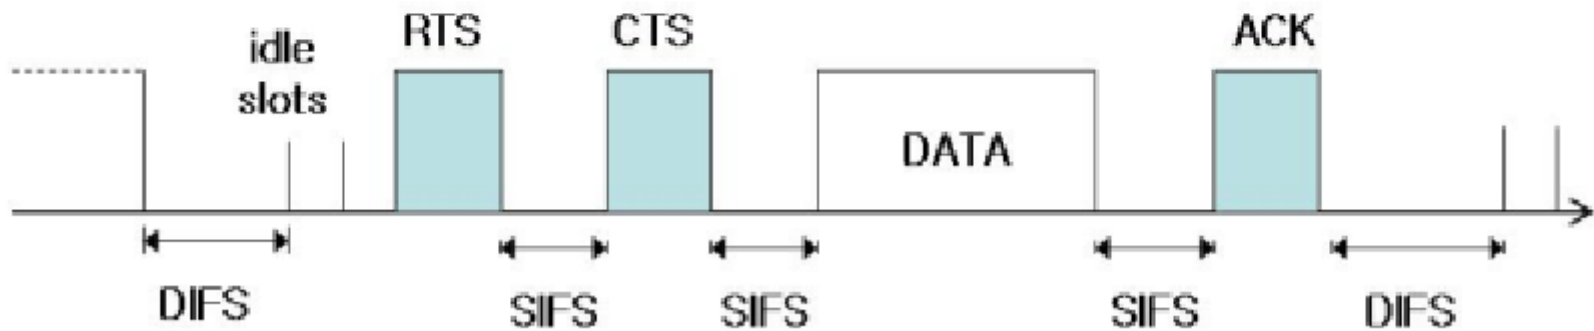 idle
slots
RTS
CTS
ACK
DATA
DIFS
SIFS
SIFS
SIFS
DIFS